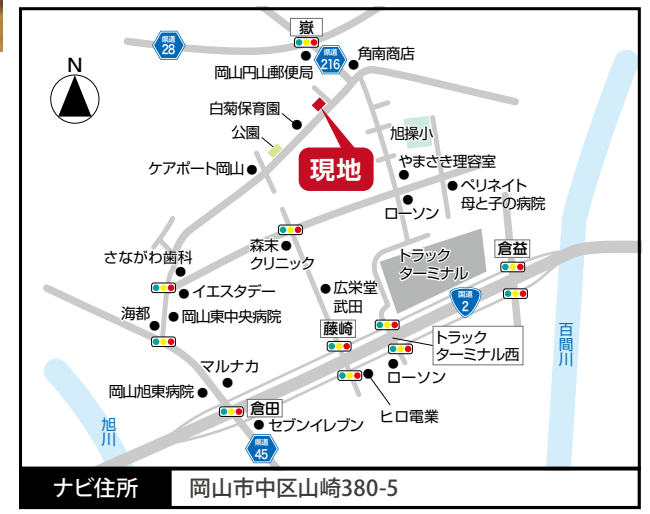 嶽
県道
28
県道
216
角南商店
岡山円山郵便局
N
白菊保育園
公園
旭操小
現地
ケアポート岡山
やまさき理容室
ペリネイト
母と子の病院
ローソン
森末
クリニック
トラック
ターミナル
倉益
さながわ歯科
イエスタデー
広栄堂
武田
国道
2
海都
岡山東中央病院
藤崎
トラック
ターミナル西
百間川
マルナカ
ローソン
岡山旭東病院
倉田
ヒロ電業
セブンイレブン
旭川
県道
45
ナビ住所
岡山市中区山崎380-5